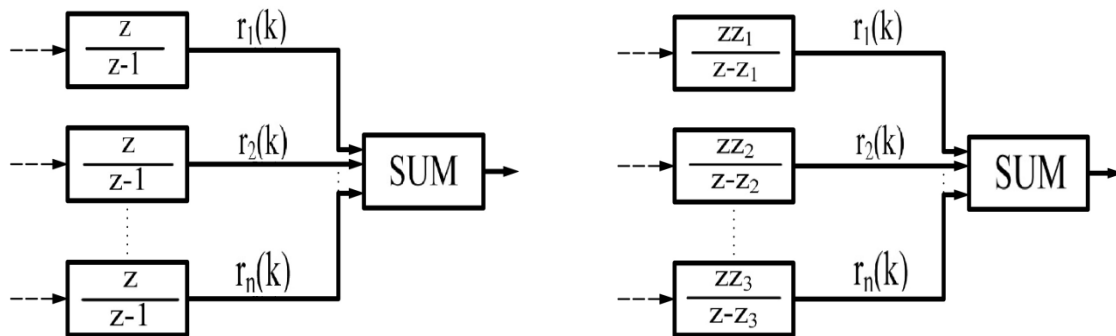 z
z-1
r1(k)
z
z-1
r2(k)
SUM
z
z-1
rn(k)
zz1
z-z1
r1(k)
zz2
z-z2
r2(k)
SUM
zz3
z-z3
rn(k)